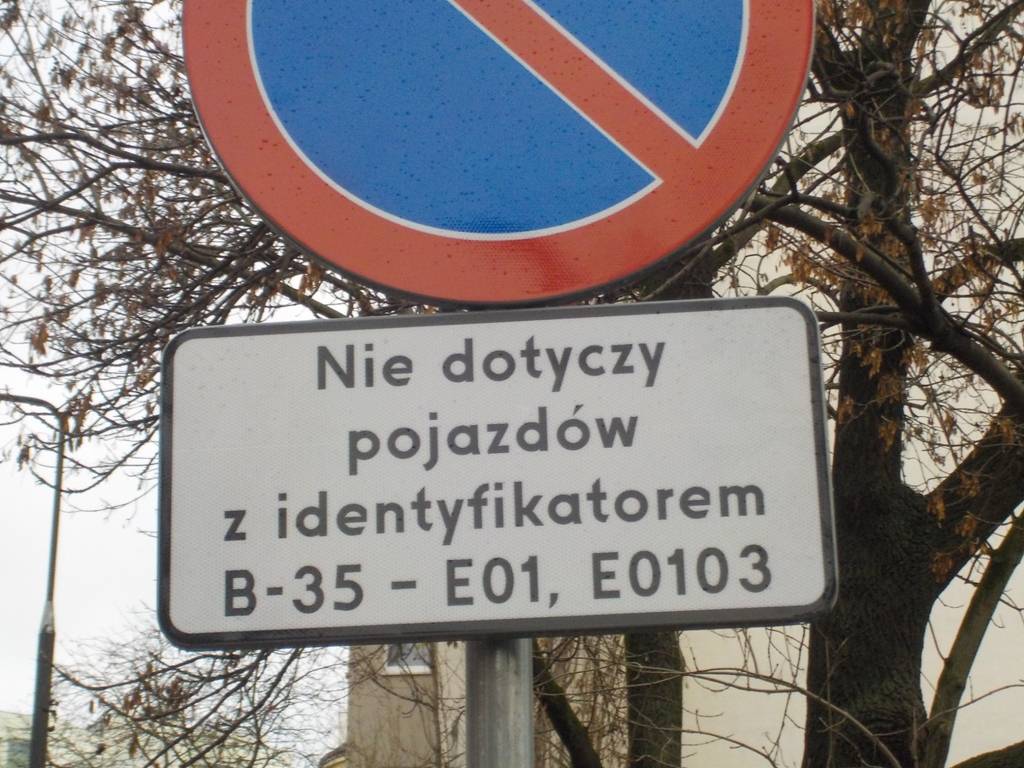 Nie dotyczy
pojazdów
z identyfikatorem
B-35 - E01, E0103